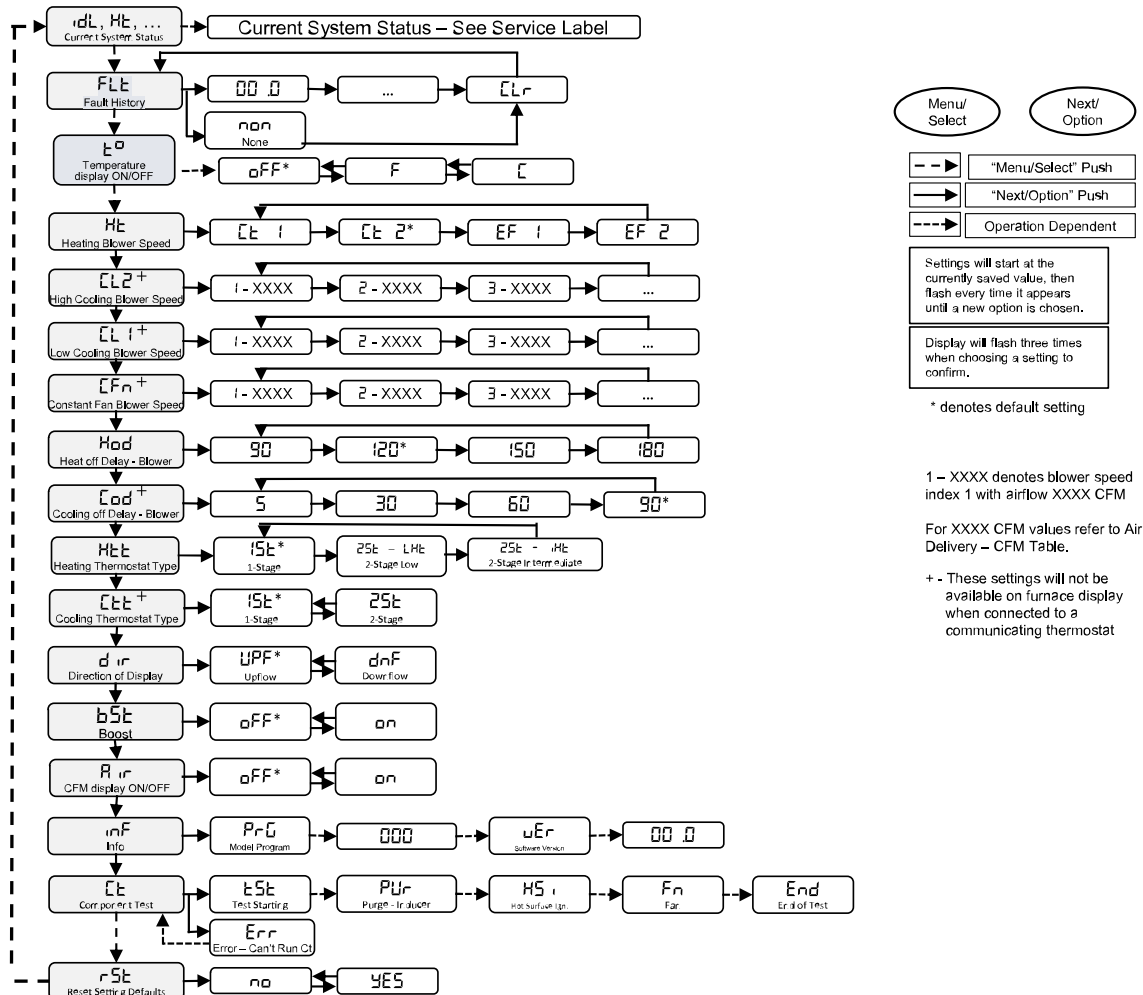 idL, Ht, ...
Current System Status
Current System Status – See Service Label
FLt
Fault History
00.0
...
CLr
non
None
t°
Temperature
display ON/OFF
oFF*
F
C
Ht
Heating Blower Speed
Ct 1
Ct 2*
EF 1
EF 2
CL2+
High Cooling Blower Speed
1 - XXXX
2 - XXXX
3 - XXXX
...
CL1+
Low Cooling Blower Speed
1 - XXXX
2 - XXXX
3 - XXXX
...
CFn+
Constant Fan Blower Speed
1 - XXXX
2 - XXXX
3 - XXXX
...
Hod
Heat off Delay - Blower
90
120*
150
180
Cod+
Cooling off Delay - Blower
5
30
60
90*
Htt
Heating Thermostat Type
1St*
1-Stage
2St - LHt
2-Stage Low
2St - iHt
2-Stage Intermediate
Ctt+
Cooling Thermostat Type
1St*
1-Stage
2St
2-Stage
dir
Direction of Display
UPF*
Upflow
dnF
Downflow
bSt
Boost
oFF*
on
Air
CFM display ON/OFF
oFF*
on
inF
Info
PrG
Model Program
000
vEr
Software Version
00.0
Ct
Component Test
tSt
Test Starting
PUr
Purge - Inducer
HSi
Hot Surface Ign.
Fn
Fan
End
End of Test
Err
Error – Can't Run Ct
rSt
Reset Setting Defaults
no
YES
Menu/
Select
Next/
Option
"Menu/Select" Push
"Next/Option" Push
Operation Dependent
Settings will start at the
currently saved value, then
flash every time it appears
until a new option is chosen.
Display will flash three times
when choosing a setting to
confirm.
* denotes default setting
1 – XXXX denotes blower speed
index 1 with airflow XXXX CFM
For XXXX CFM values refer to Air
Delivery – CFM Table.
+ - These settings will not be
available on furnace display
when connected to a
communicating thermostat